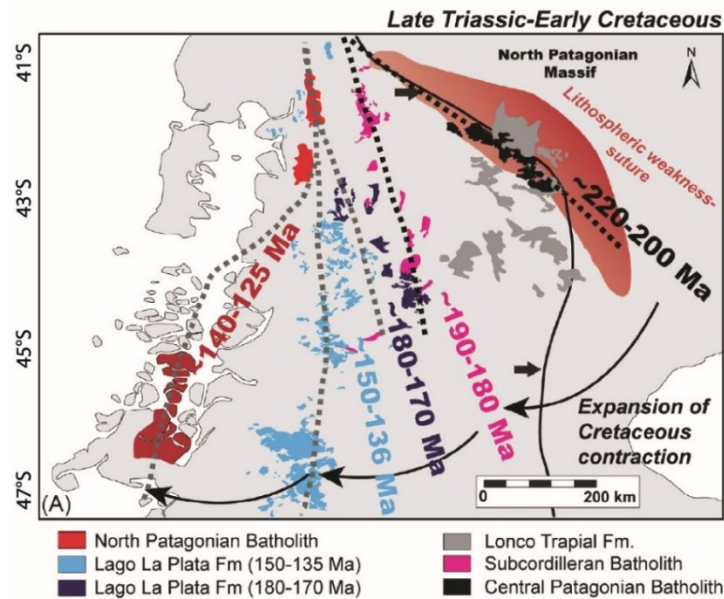 Late Triassic-Early Cretaceous
41°S
43°S
45°S
47°S
North Patagonian
Massif
N
Lithospheric weakness-
suture
~220-200 Ma
~140-125 Ma
~150-136 Ma
~180-170 Ma
~190-180 Ma
Expansion of
Cretaceous
contraction
0 200 km
(A)
North Patagonian Batholith
Lago La Plata Fm (150-135 Ma)
Lago La Plata Fm (180-170 Ma)
Lonco Trapial Fm.
Subcordilleran Batholith
Central Patagonian Batholith